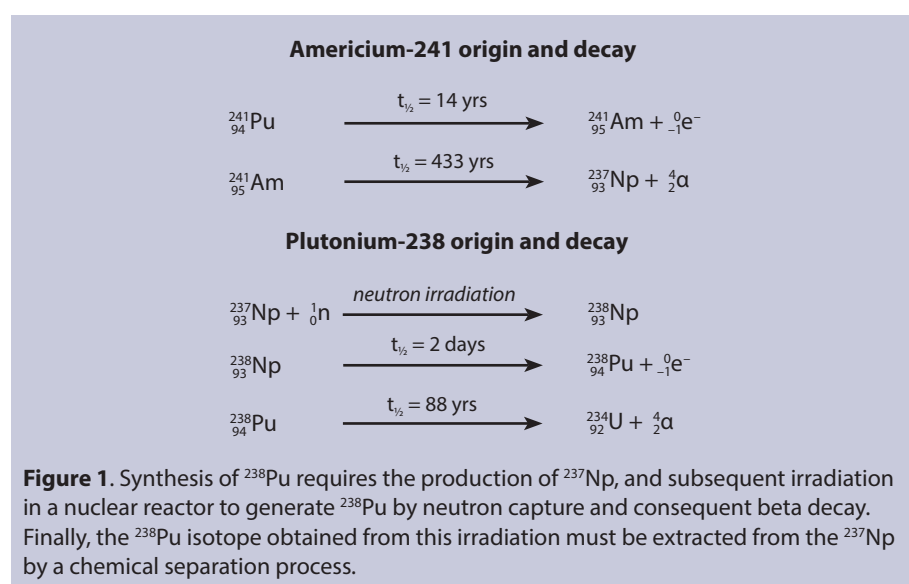 Americium-241 origin and decay
²⁴¹₉₄Pu t½ = 14 yrs ²⁴¹₉₅Am + ⁰₋₁e⁻
²⁴¹₉₅Am t½ = 433 yrs ²³⁷₉₃Np + ⁴₂α
Plutonium-238 origin and decay
²³⁷₉₃Np + ¹₀n neutron irradiation ²³⁸₉₃Np
²³⁸₉₃Np t½ = 2 days ²³⁸₉₄Pu + ⁰₋₁e⁻
²³⁸₉₄Pu t½ = 88 yrs ²³⁴₉₂U + ⁴₂α
Figure 1. Synthesis of ²³⁸Pu requires the production of ²³⁷Np, and subsequent irradiation
in a nuclear reactor to generate ²³⁸Pu by neutron capture and consequent beta decay.
Finally, the ²³⁸Pu isotope obtained from this irradiation must be extracted from the ²³⁷Np
by a chemical separation process.